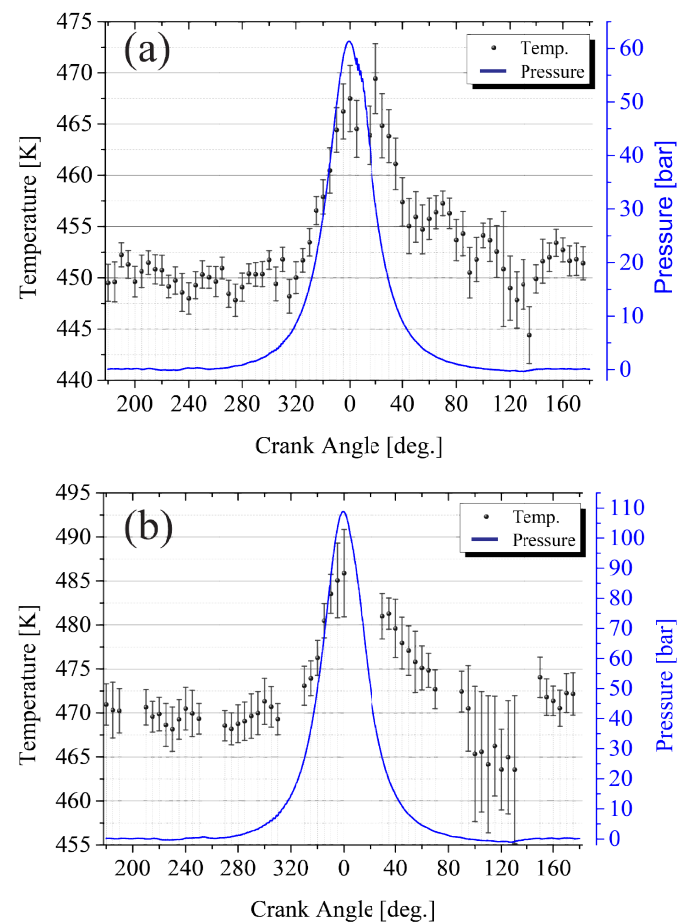 (a)
Temp.
Pressure
475
470
465
460
455
450
445
440
Temperature [K]
60
50
40
30
20
10
0
Pressure [bar]
200 240 280 320 0 40 80 120 160
Crank Angle [deg.]
(b)
Temp.
Pressure
495
490
485
480
475
470
465
460
455
Temperature [K]
110
100
90
80
70
60
50
40
30
20
10
0
Pressure [bar]
200 240 280 320 0 40 80 120 160
Crank Angle [deg.]